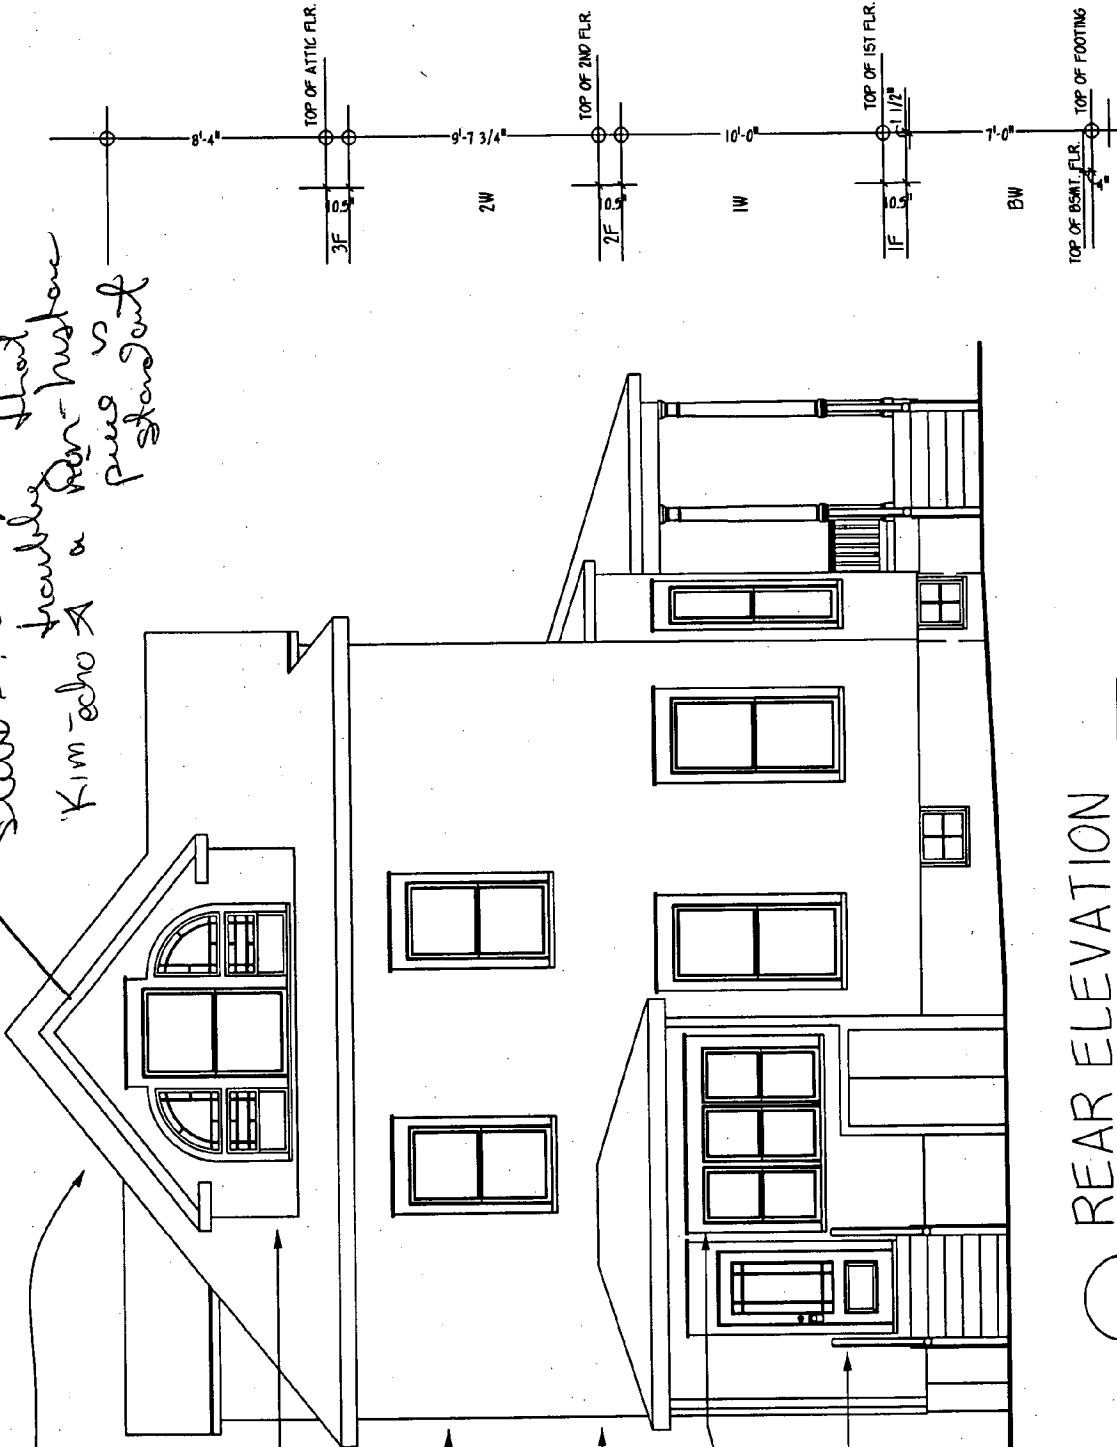 that
trouble
Kim-echo
a non-historic
piece is
8'-4"
TOP OF ATTIC FLR.
10.5"
3F
9'-7 3/4"
2W
TOP OF 2ND FLR.
10.5"
2F
10'-0"
1W
TOP OF 1ST FLR.
1 1/2"
10.5"
1F
7'-0"
BW
TOP OF BSMT. FLR.
4"
TOP OF FOOTING
REAR ELEVATION